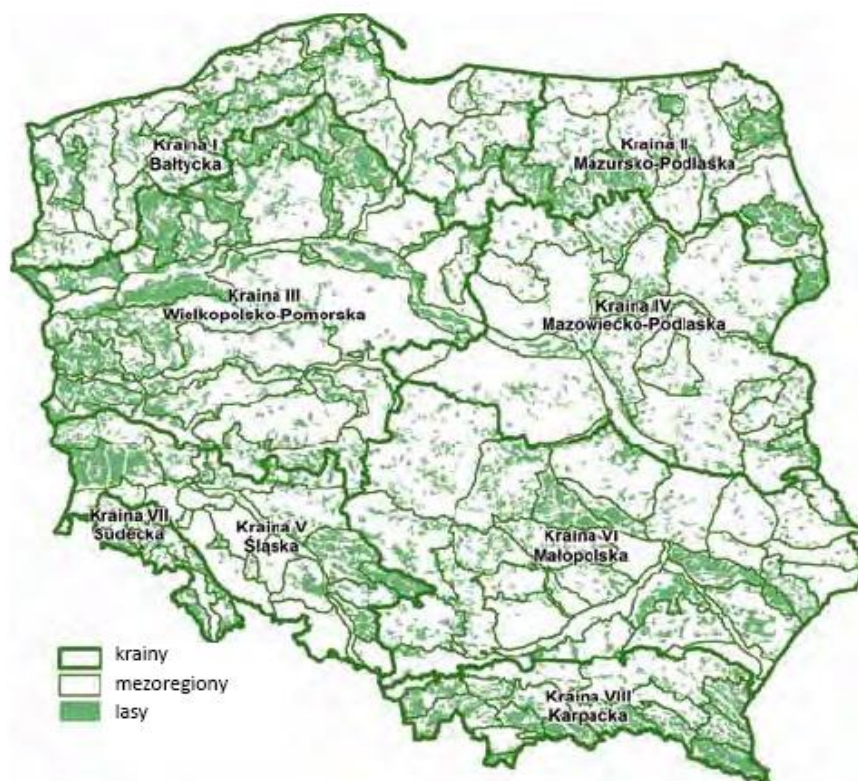 Kraina I
Bałtycka
Kraina II
Mazursko-Podlaska
Kraina III
Wielkopolsko-Pomorska
Kraina IV
Mazowiecko-Podlaska
Kraina VII
Sudecka
Kraina V
Śląska
Kraina VI
Małopolska
Kraina VIII
Karpacka
krainy
mezoregiony
lasy